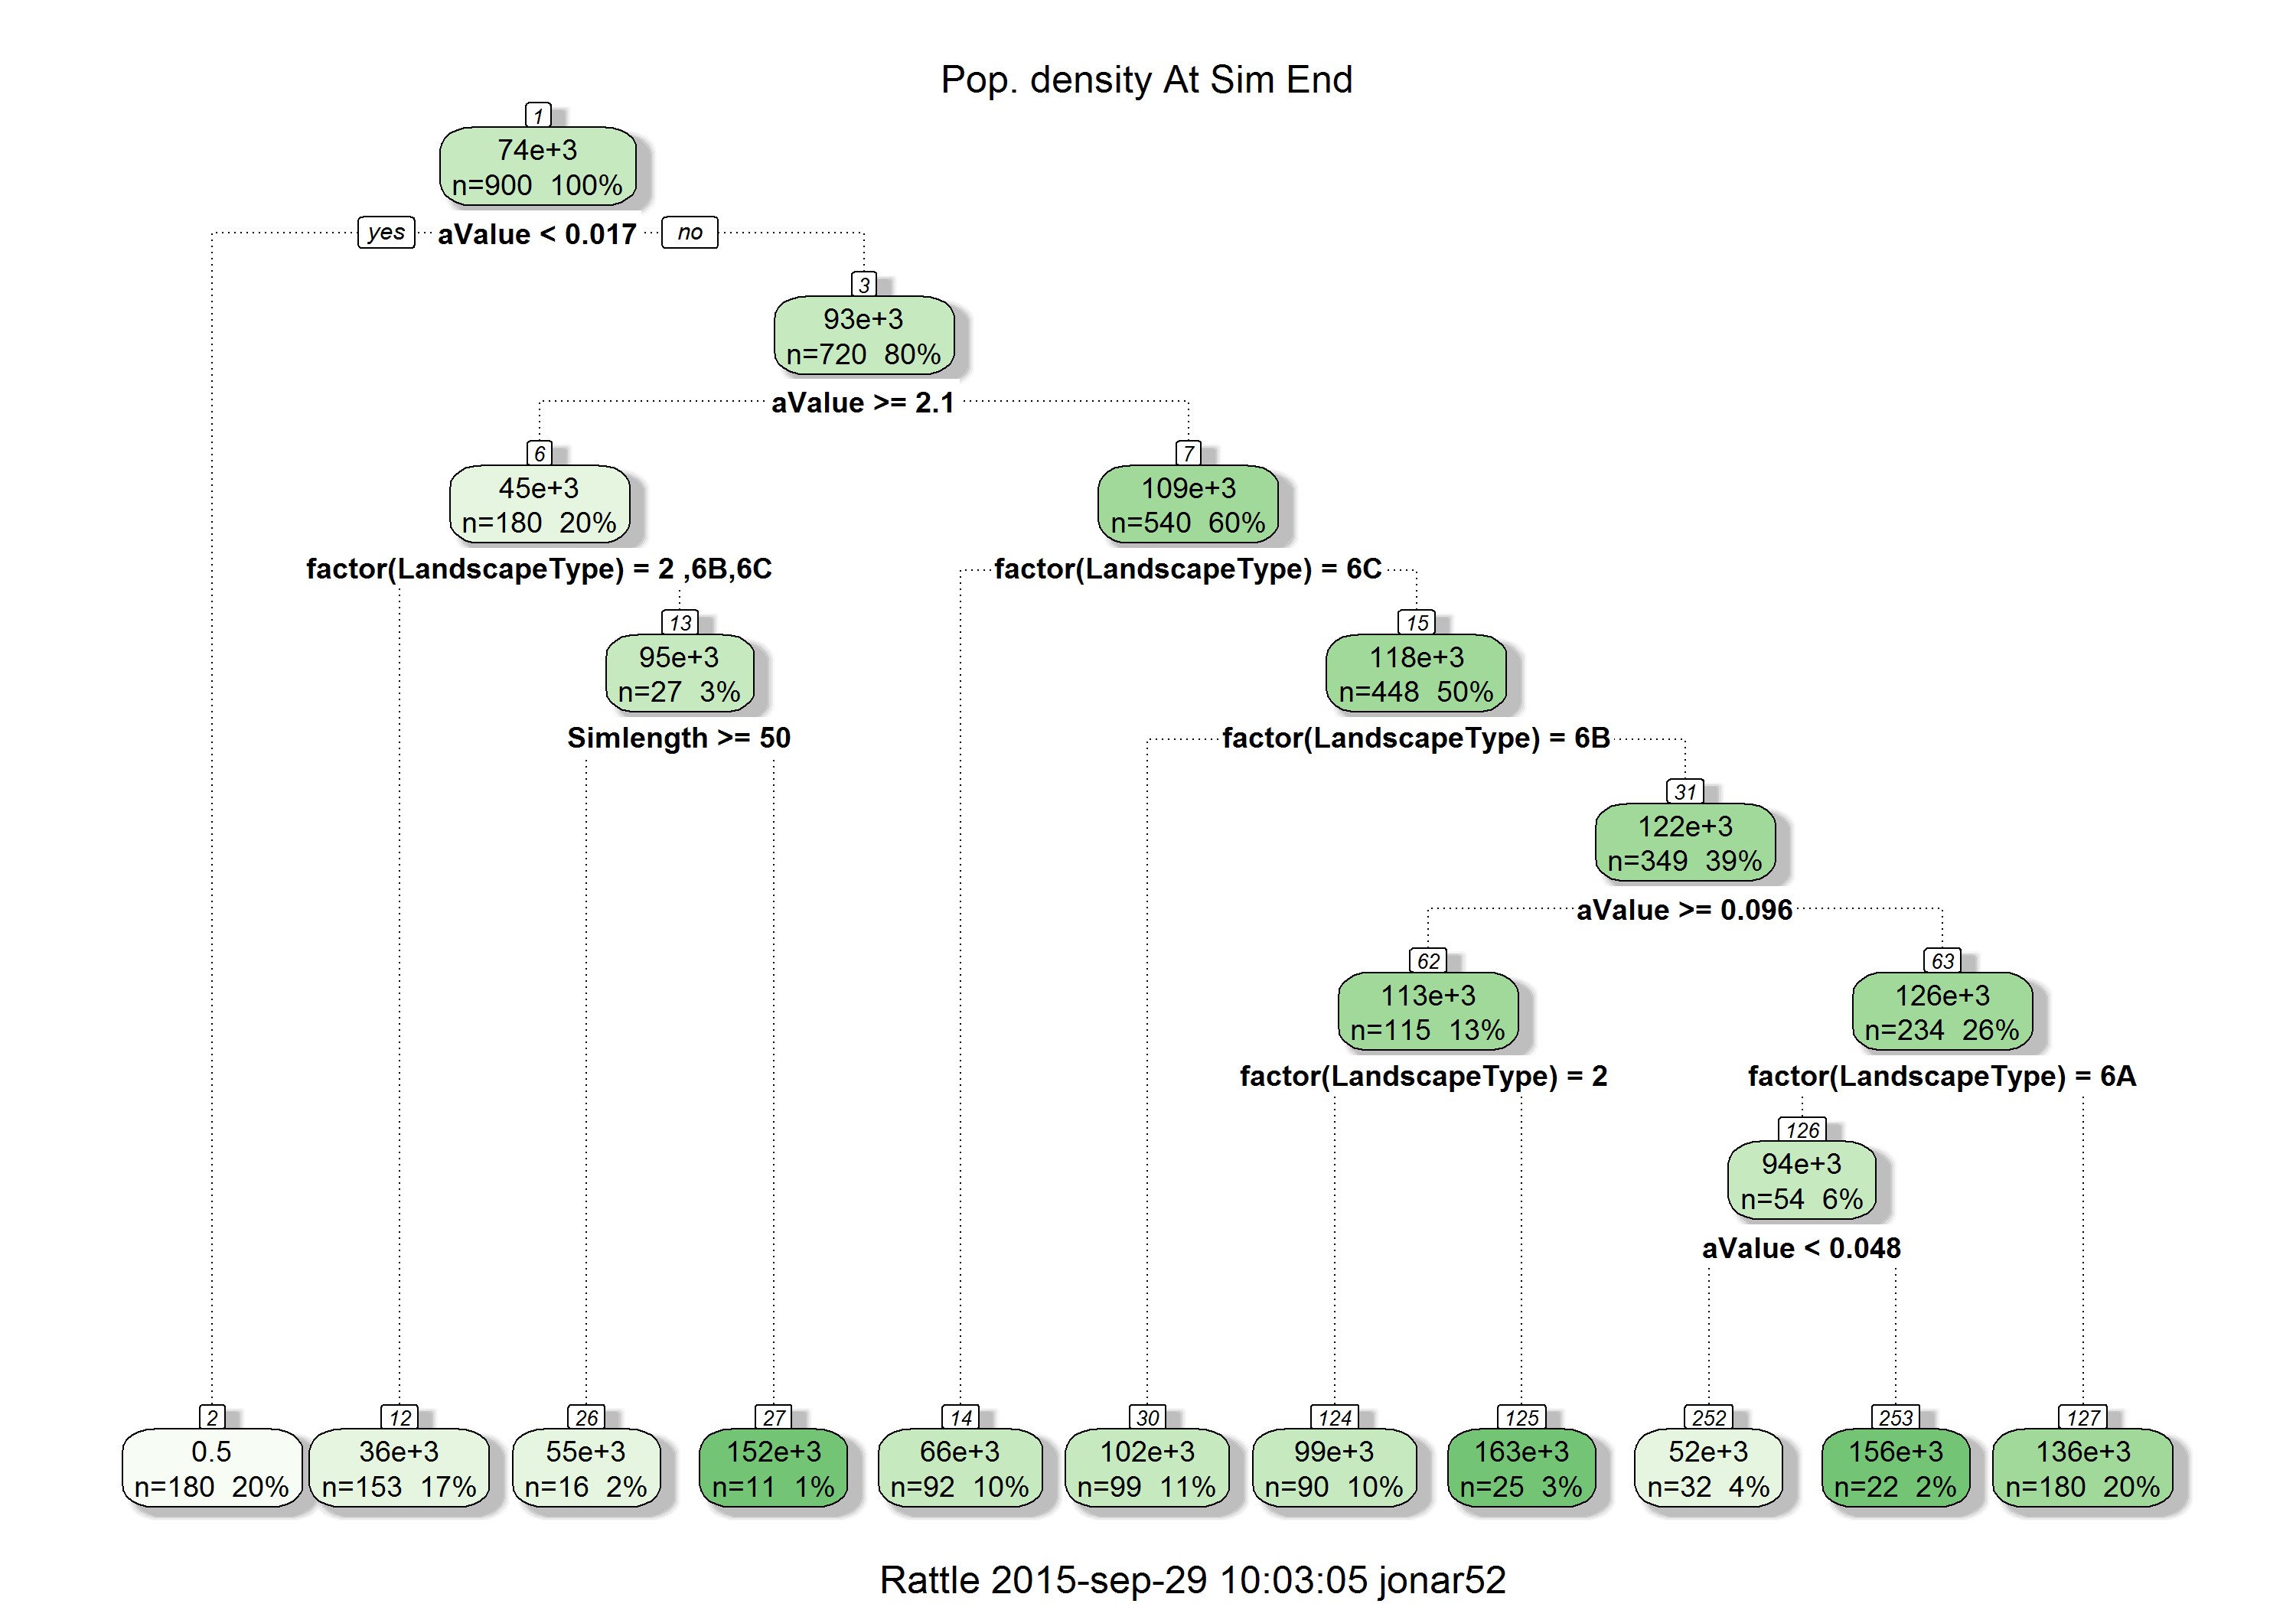 Pop. density At Sim End
1
74e+3
n=900 100%
yes aValue < 0.017 no
3
93e+3
n=720 80%
aValue >= 2.1
6
45e+3
n=180 20%
7
109e+3
n=540 60%
factor(LandscapeType) = 2 ,6B,6C
factor(LandscapeType) = 6C
13
95e+3
n=27 3%
15
118e+3
n=448 50%
Simlength >= 50
factor(LandscapeType) = 6B
31
122e+3
n=349 39%
aValue >= 0.096
62
113e+3
n=115 13%
63
126e+3
n=234 26%
factor(LandscapeType) = 2
factor(LandscapeType) = 6A
126
94e+3
n=54 6%
aValue < 0.048
2
0.5
n=180 20%
12
36e+3
n=153 17%
26
55e+3
n=16 2%
27
152e+3
n=11 1%
14
66e+3
n=92 10%
30
102e+3
n=99 11%
124
99e+3
n=90 10%
125
163e+3
n=25 3%
252
52e+3
n=32 4%
253
156e+3
n=22 2%
127
136e+3
n=180 20%
Rattle 2015-sep-29 10:03:05 jonar52